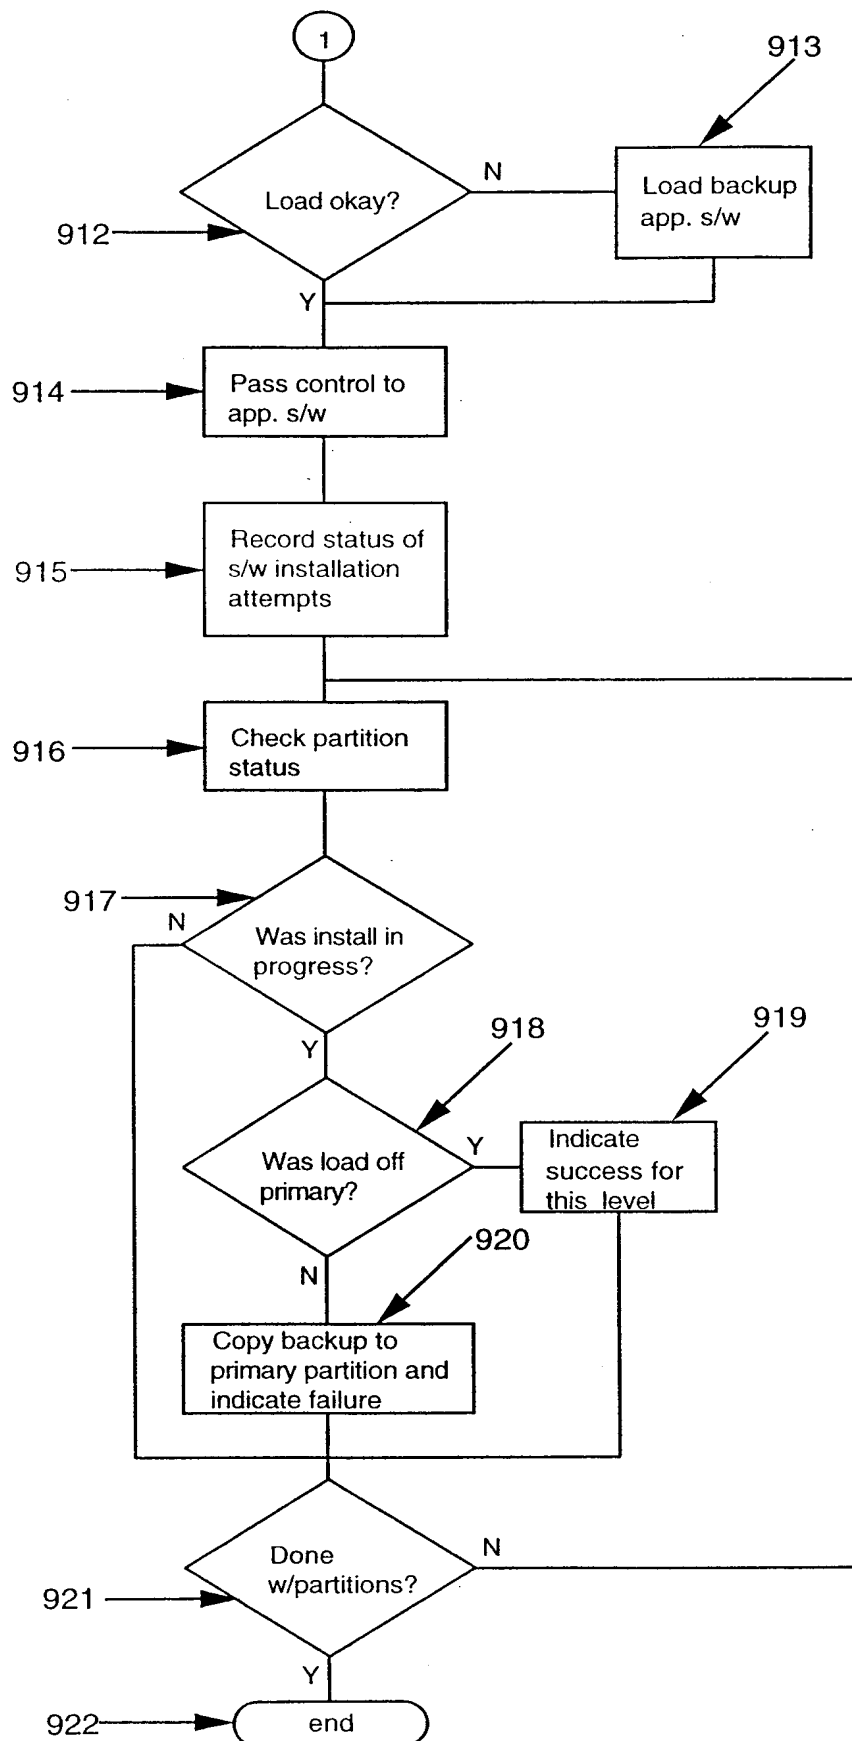 1
913
N
Load okay?
Load backup
app. s/w
912
Y
914
Pass control to
app. s/w
915
Record status of
s/w installation
attempts
916
Check partition
status
917
N
Was install in
progress?
Y
918
919
Was load off
primary?
Y
Indicate
success for
this level
920
N
Copy backup to
primary partition and
indicate failure
Done
w/partitions?
N
921
Y
922
end